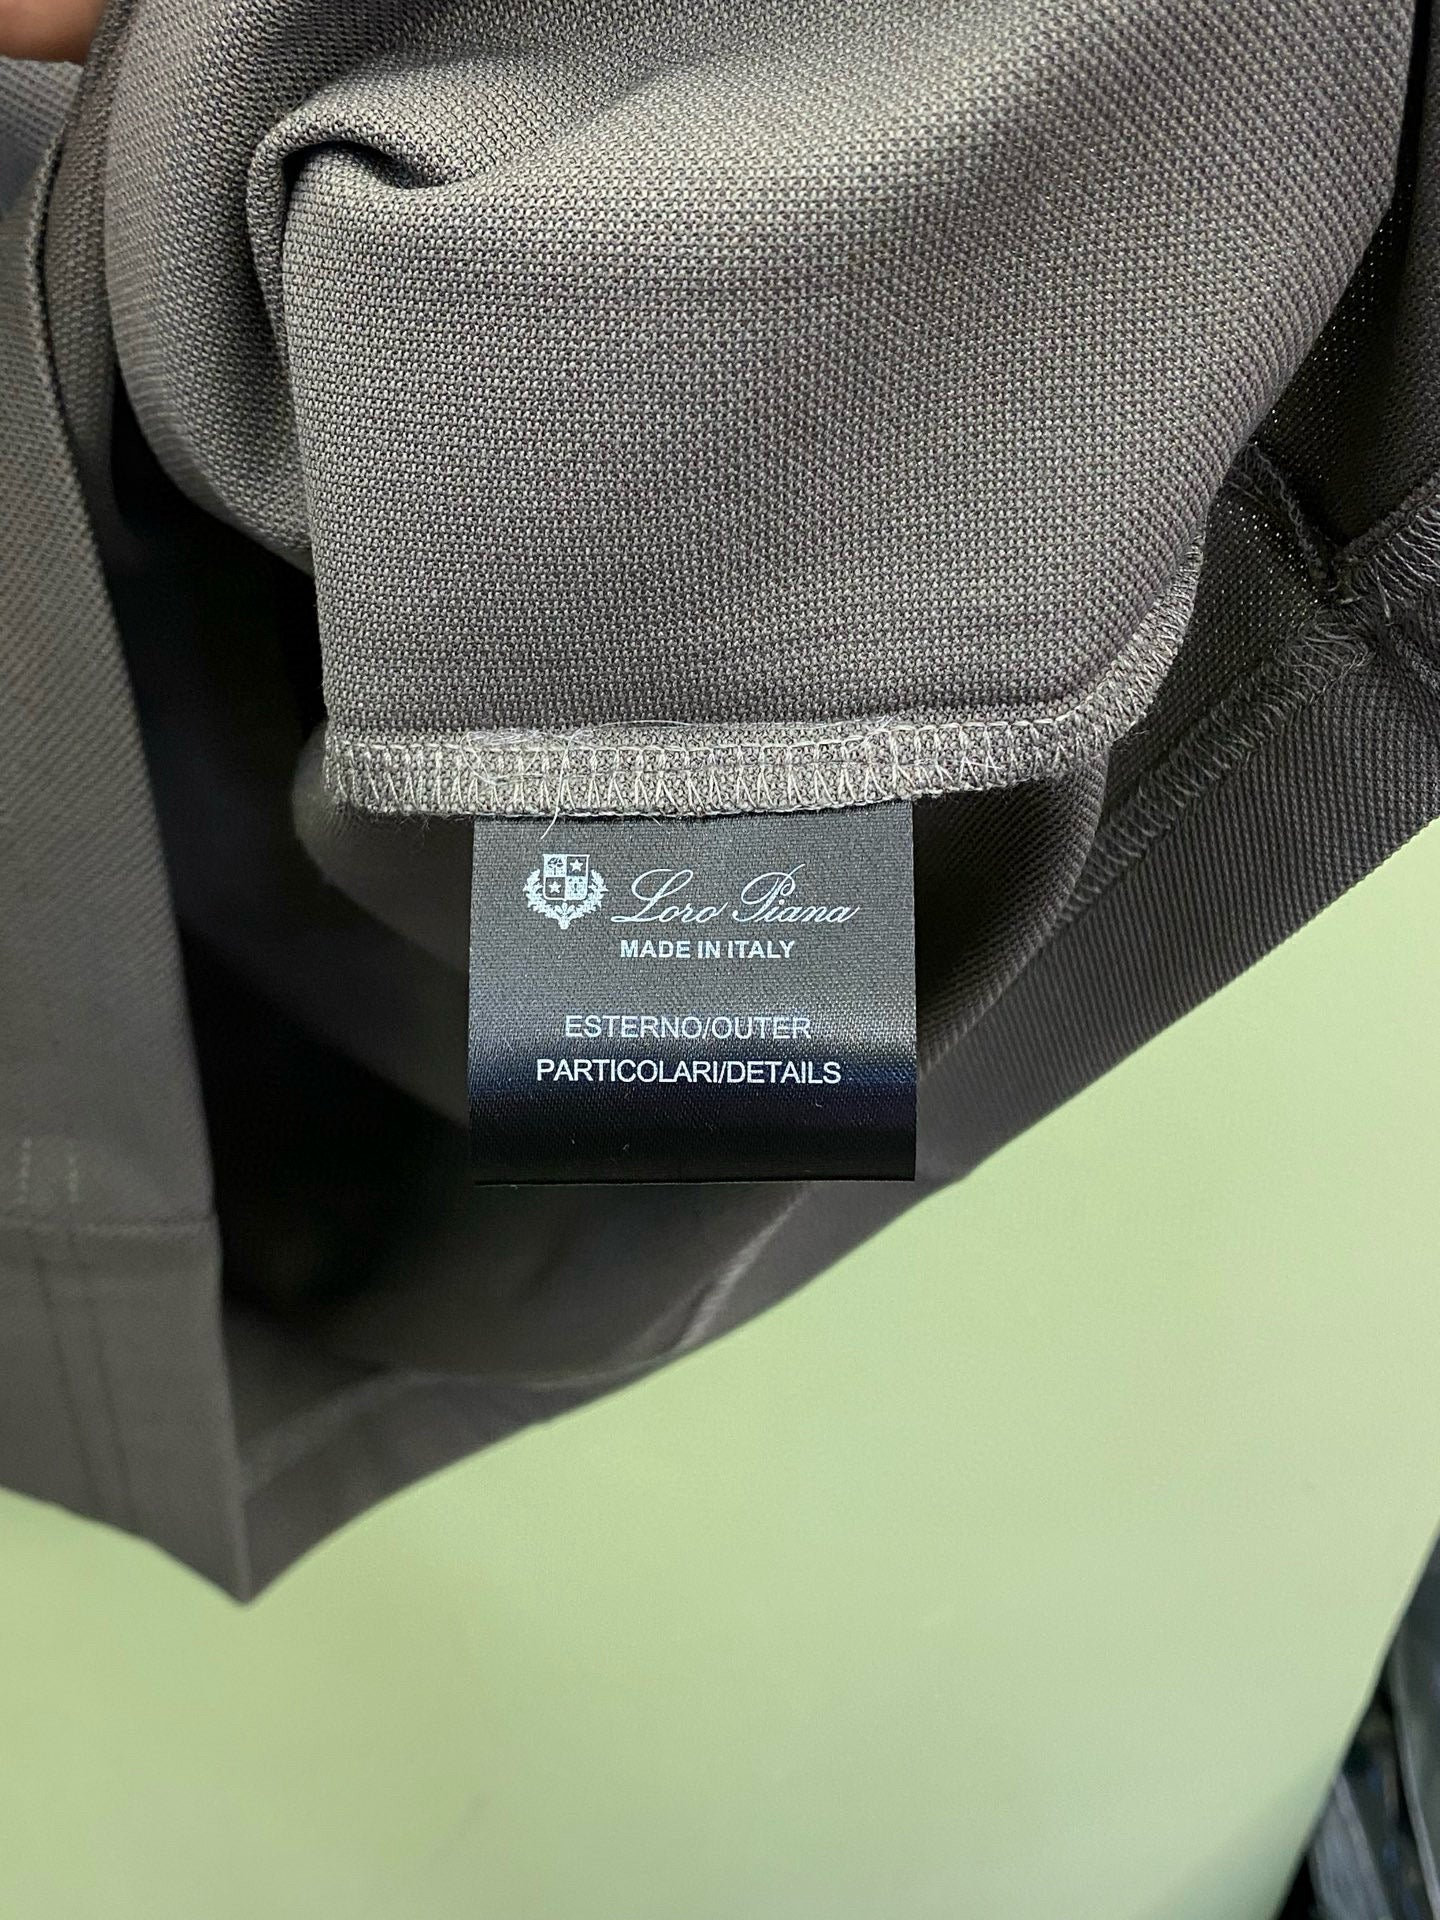 Loro Piana
MADE IN ITALY
ESTERNO/OUTER
PARTICOLARI/DETAILS